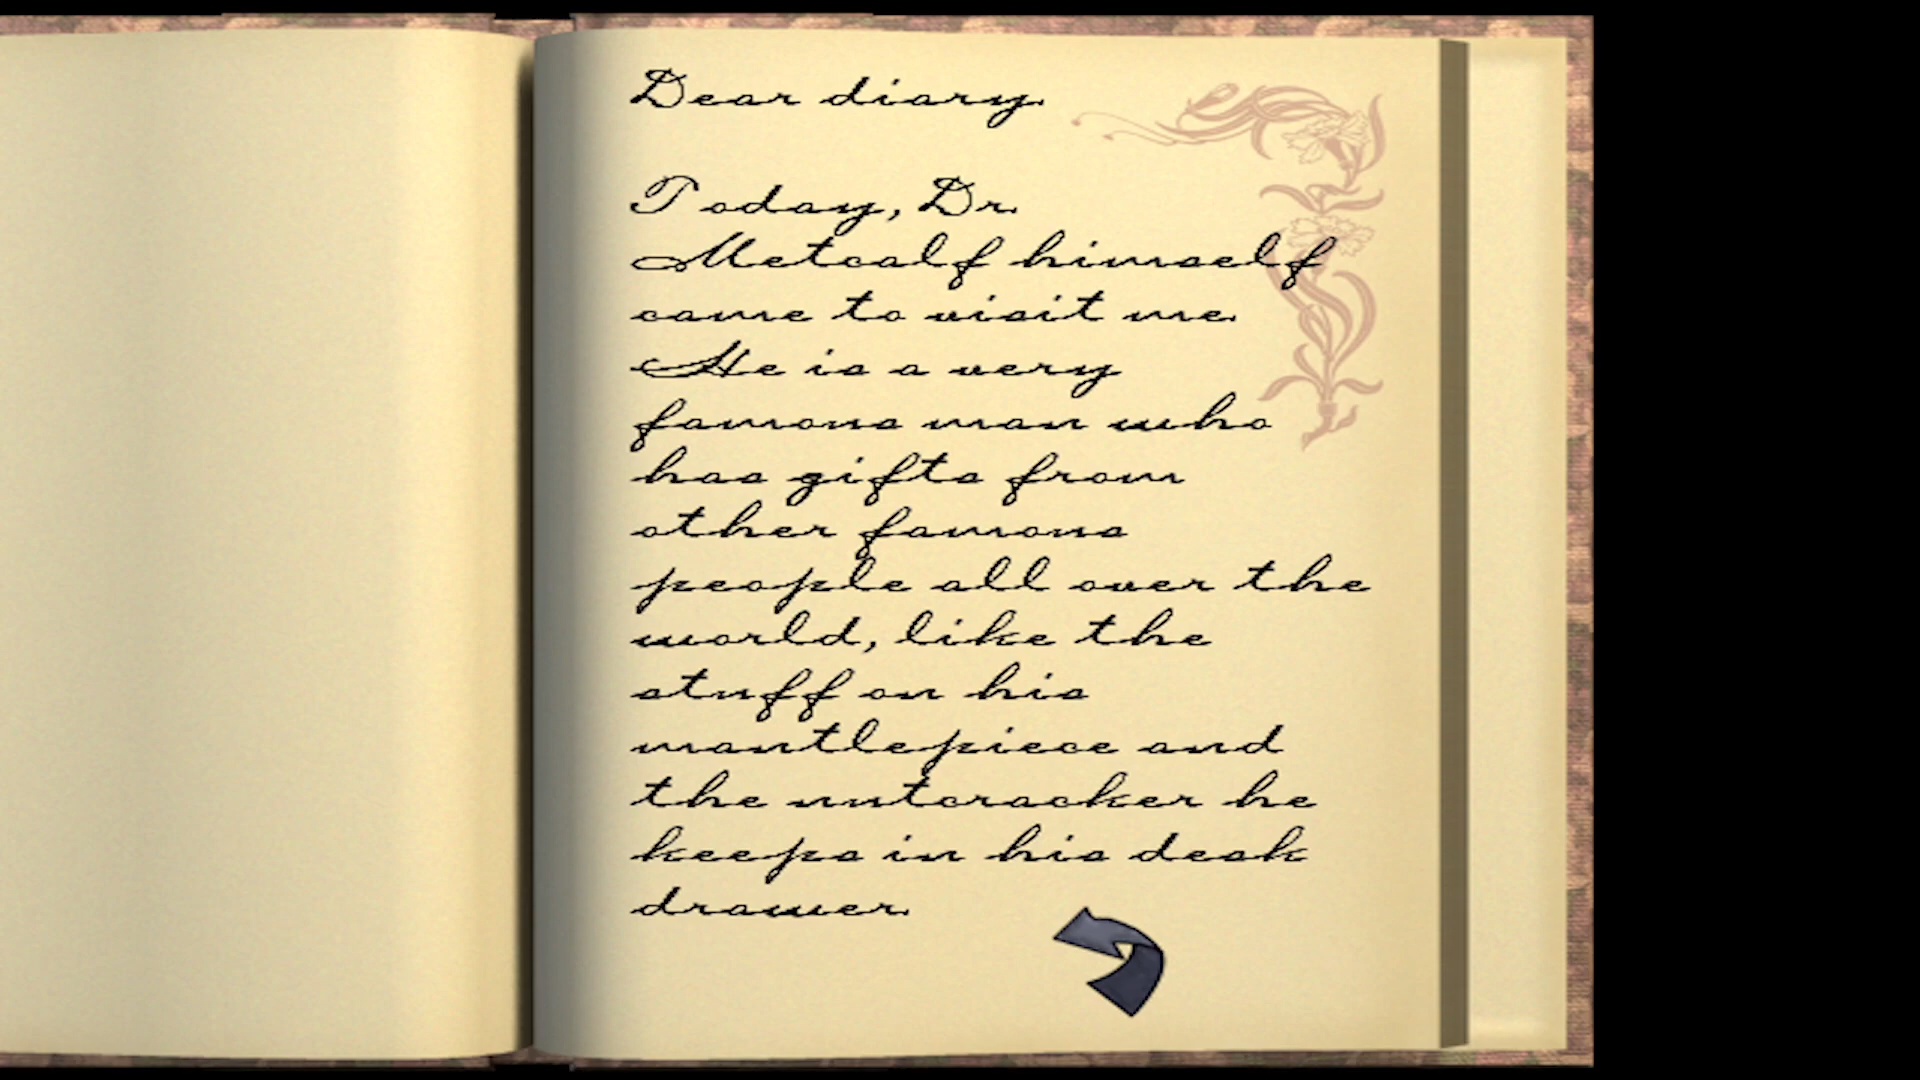 Dear diary.
Today, Dr.
Metcalf himself
came to visit me.
He is a very
famous man who
has gifts from
other famous
people all over the
world, like the
stuff on his
mantlepiece and
the nutcracker he
keeps in his desk
drawer.